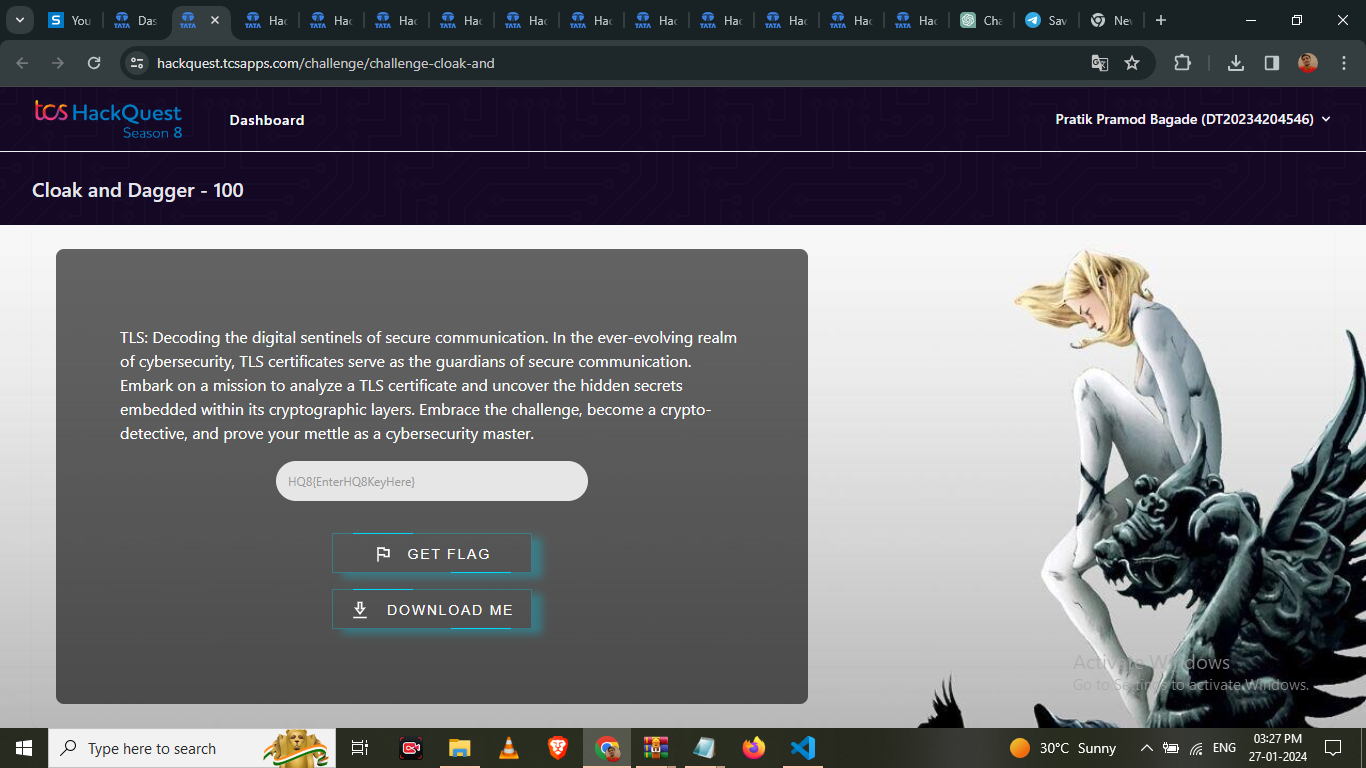 You
Das
Hac
Hac
Hac
Hac
Hac
Hac
Hac
Hac
Hac
Hac
Hac
Cha
Sav
Nev
hackquest.tcsapps.com/challenge/challenge-cloak-and
tcs HackQuest
Season 8
Dashboard
Pratik Pramod Bagade (DT20234204546)
Cloak and Dagger - 100
TLS: Decoding the digital sentinels of secure communication. In the ever-evolving realm
of cybersecurity, TLS certificates serve as the guardians of secure communication.
Embark on a mission to analyze a TLS certificate and uncover the hidden secrets
embedded within its cryptographic layers. Embrace the challenge, become a crypto-
detective, and prove your mettle as a cybersecurity master.
HQ8{EnterHQ8KeyHere}
GET FLAG
DOWNLOAD ME
Activate Windows
Go to Settings to activate Windows.
Type here to search
30°C Sunny
ENG
03:27 PM
27-01-2024